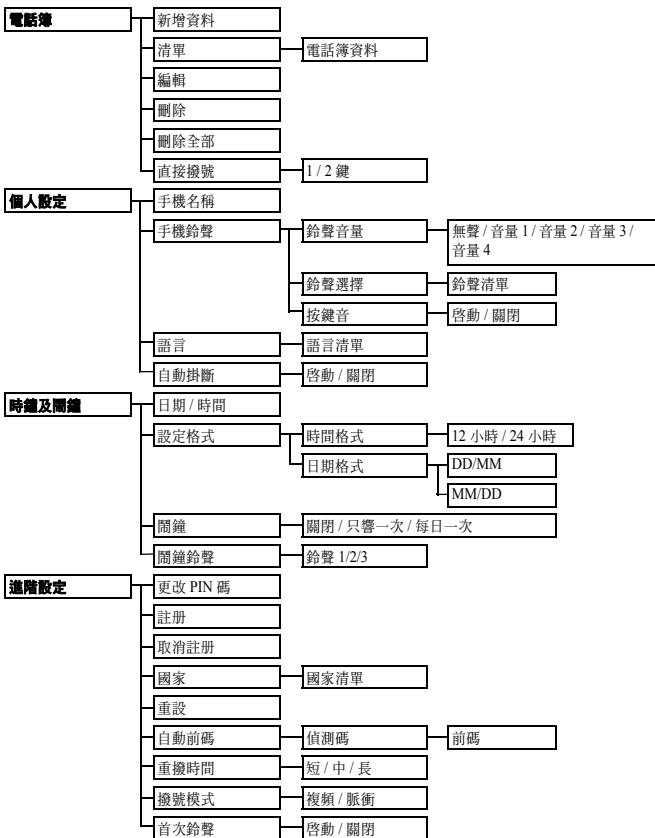 電話簿
新增資料
清單
電話簿資料
編輯
刪除
刪除全部
直接撥號
1 / 2 鍵
個人設定
手機名稱
手機鈴聲
鈴聲音量
無聲 / 音量 1 / 音量 2 / 音量 3 /
音量 4
鈴聲選擇
鈴聲清單
按鍵音
啓動 / 關閉
語言
語言清單
自動掛斷
啓動 / 關閉
時鐘及鬧鐘
日期 / 時間
設定格式
時間格式
12 小時 / 24 小時
日期格式
DD/MM
MM/DD
鬧鐘
關閉 / 只響一次 / 每日一次
鬧鐘鈴聲
鈴聲 1/2/3
進階設定
更改 PIN 碼
註册
取消註册
國家
國家清單
重設
自動前碼
偵測碼
前碼
重撥時間
短 / 中 / 長
撥號模式
複頻 / 脈衝
首次鈴聲
啓動 / 關閉